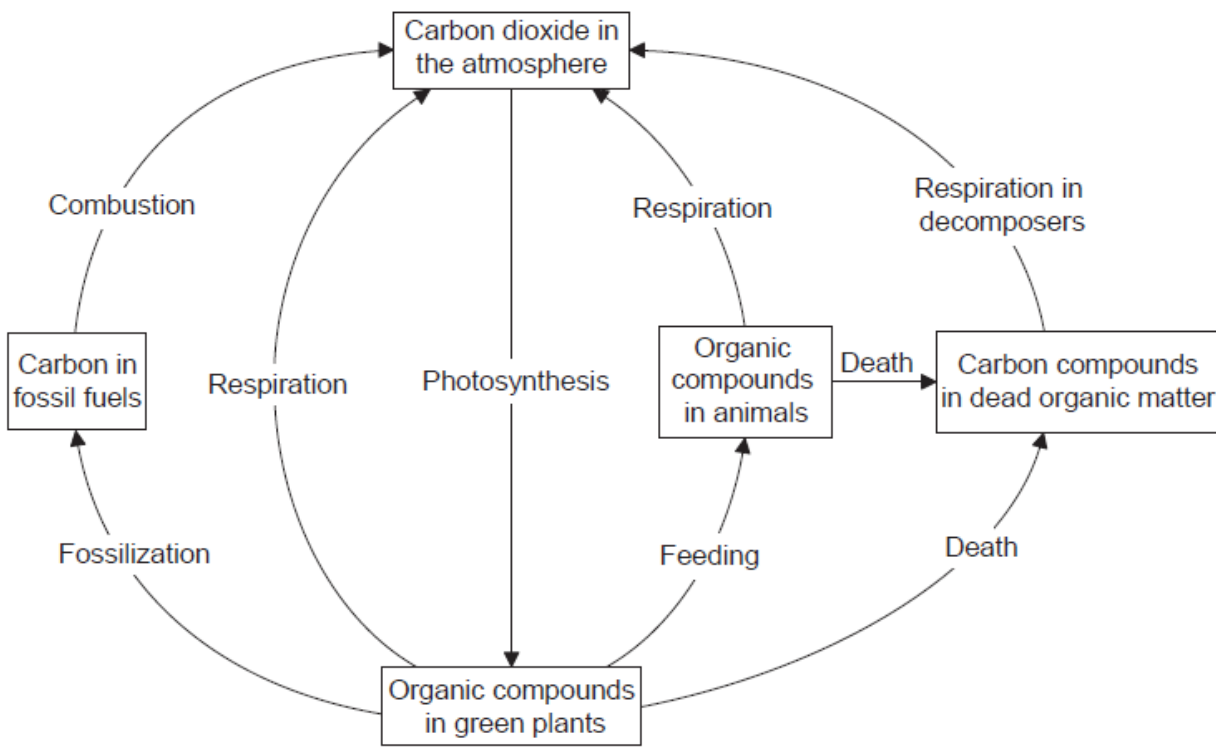 Carbon dioxide in
the atmosphere
Combustion
Respiration
Respiration in
decomposers
Carbon in
fossil fuels
Respiration
Photosynthesis
Organic
compounds
in animals
Death
Carbon compounds
in dead organic matter
Fossilization
Feeding
Death
Organic compounds
in green plants